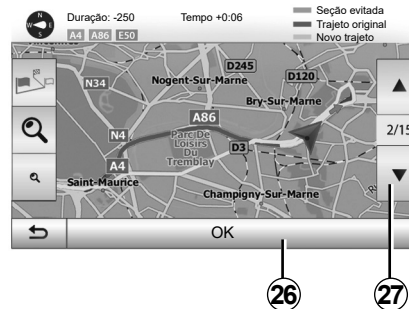 N
W E
S
Duração: -250
Tempo +0:06
Seção evitada
Trajeto original
Novo trajeto
A4 A86 E50
D245
N34
Nogent-Sur-Marne
D120
Bry-Sur-Marne
A86
2/15
N4
Parc De
Loisirs
Du
Tremblay
D3
A4
Saint-Maurice
Champigny-Sur-Marne
OK
26
27